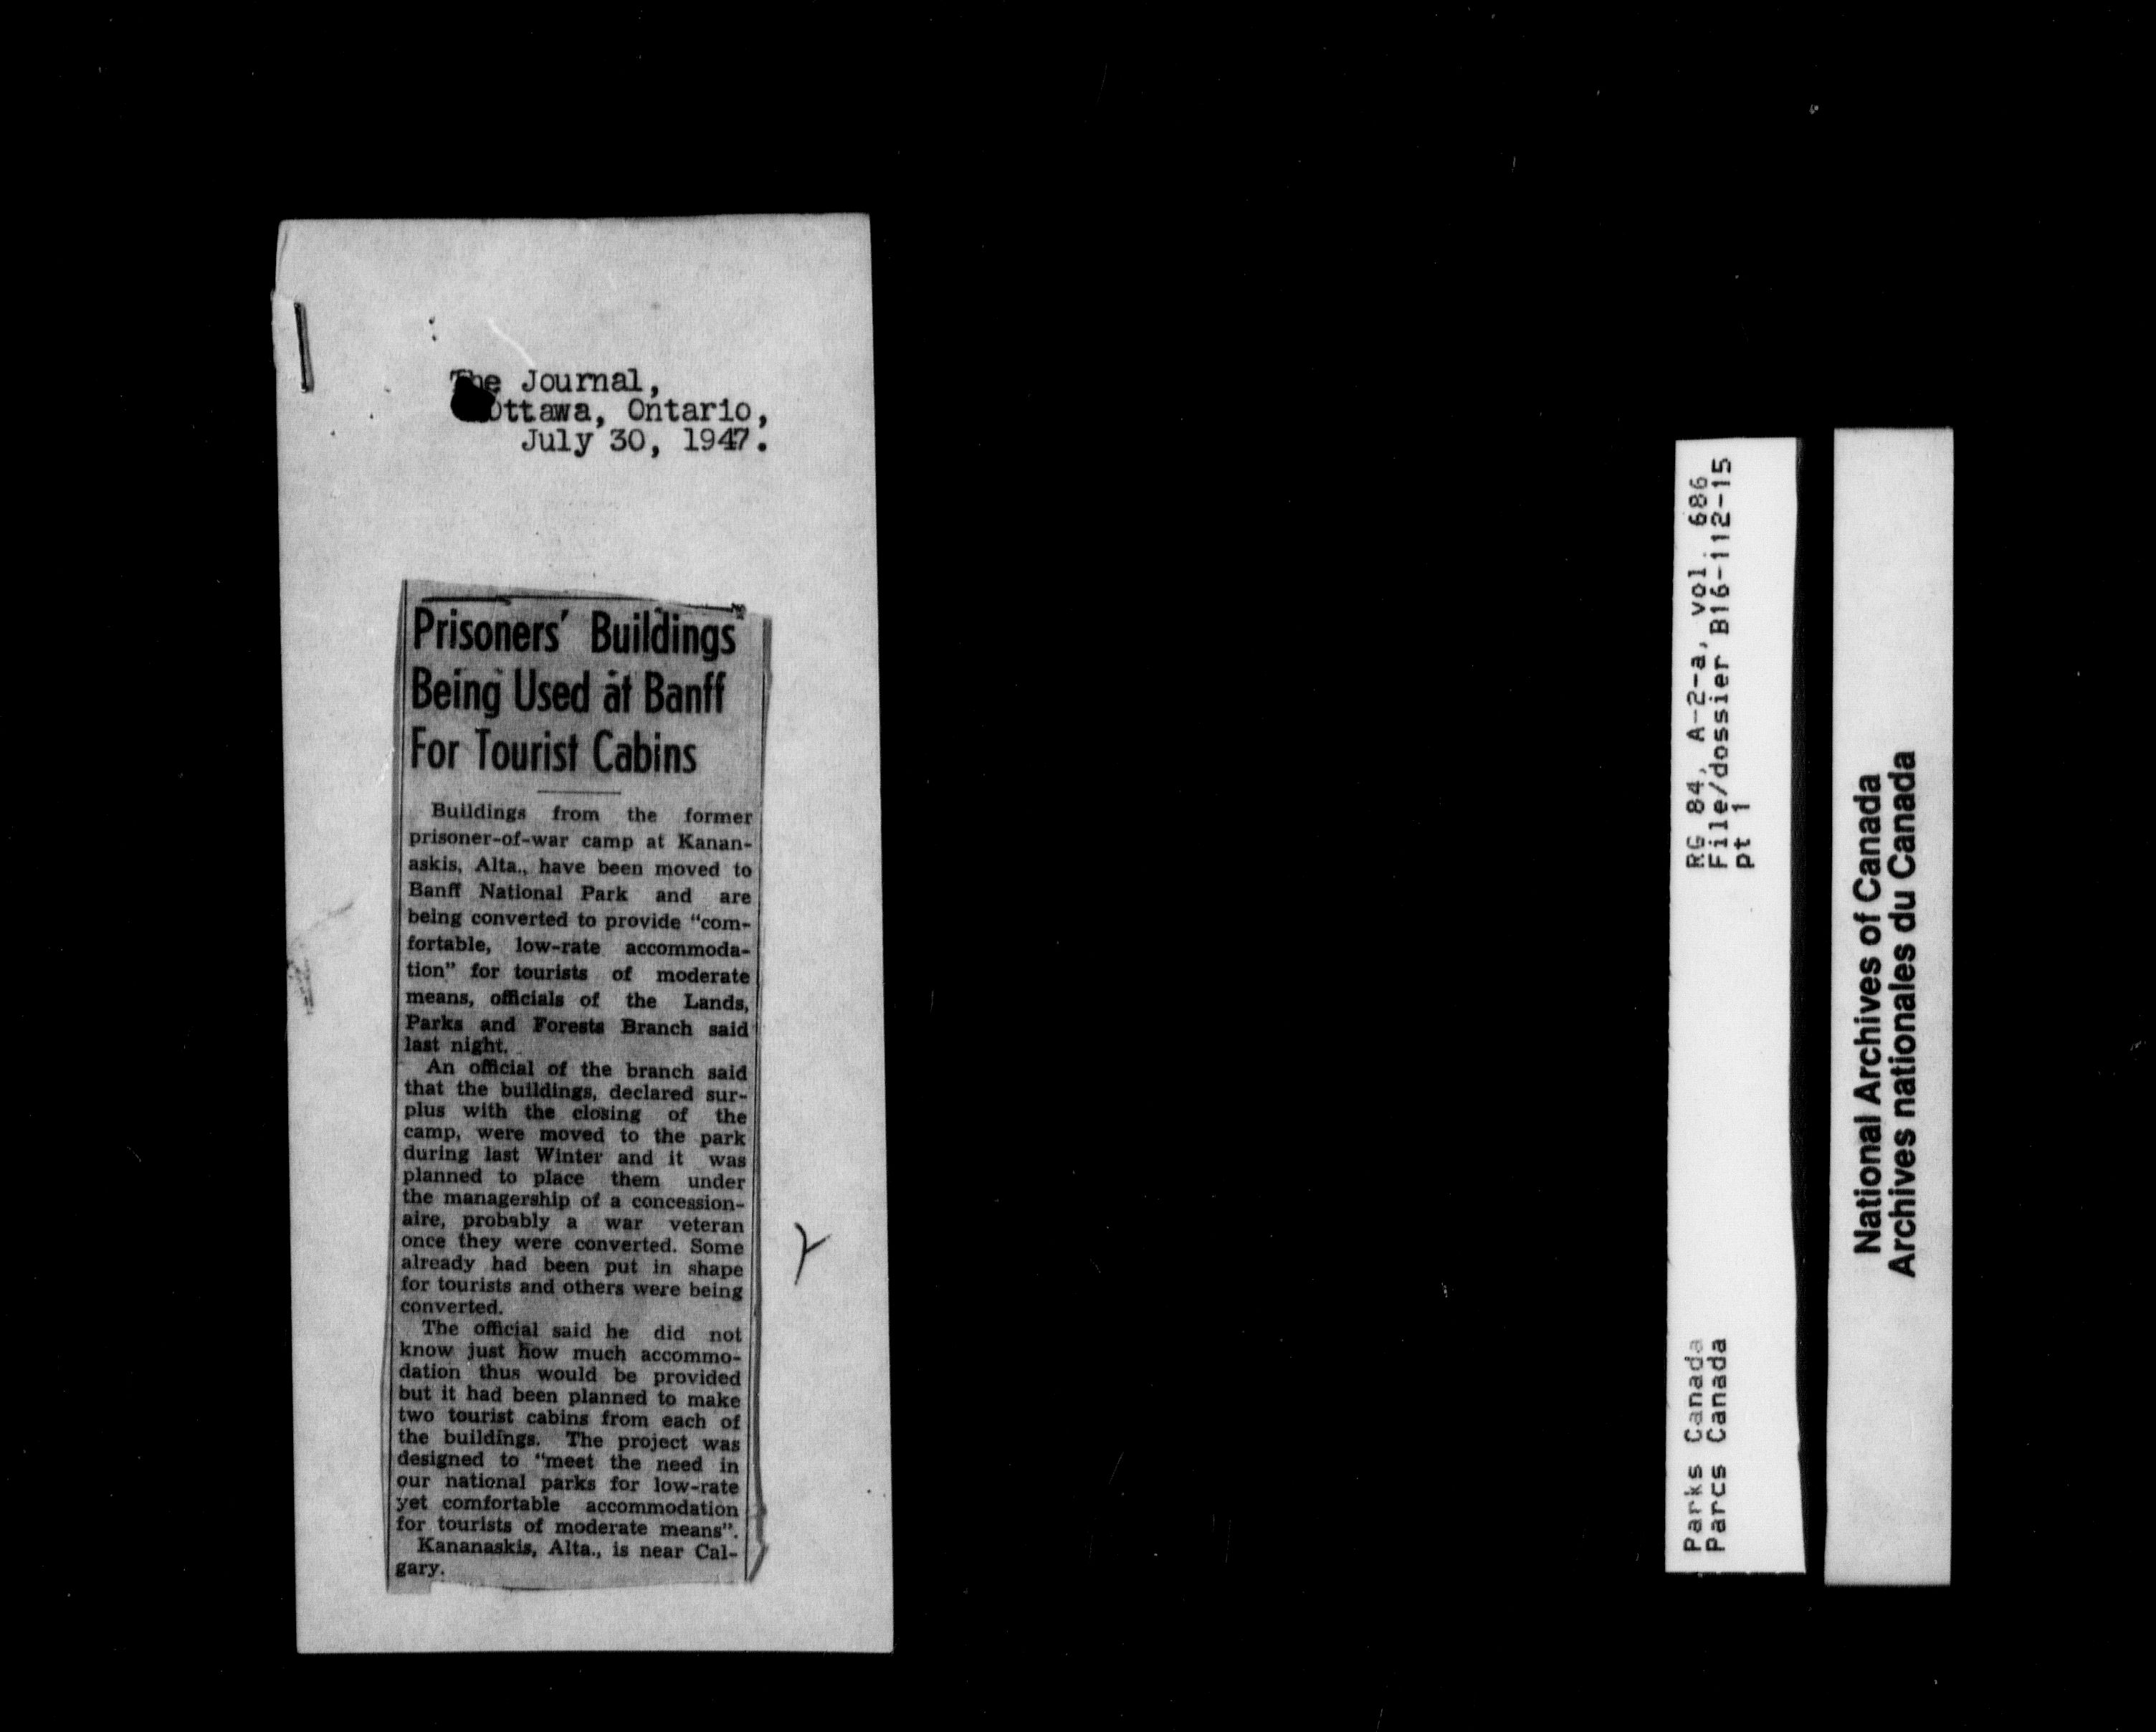 The Journal,
Ottawa, Ontario,
July 30, 1947.
Prisoners' Buildings
Being Used at Banff
For Tourist Cabins
Buildings from the former
prisoner-of-war camp at Kanan-
askis, Alta., have been moved to
Banff National Park and are
being converted to provide "com-
fortable, low-rate accommoda-
tion" for tourists of moderate
means, officials of the Lands,
Parks and Forests Branch said
last night.
An official of the branch said
that the buildings, declared sur-
plus with the closing of the
camp, were moved to the park
during last Winter and it was
planned to place them under
the managership of a concession-
aire, probably a war veteran
once they were converted. Some
already had been put in shape
for tourists and others were being
converted.
The official said he did not
know just how much accommo-
dation thus would be provided
but it had been planned to make
two tourist cabins from each of
the buildings. The project was
designed to "meet the need in
our national parks for low-rate
yet comfortable accommodation
for tourists of moderate means".
Kananaskis, Alta., is near Cal-
gary.
RG 84, A-2-a, vol. 686
File/dossier B16-112-15
pt 1
Parks Canada
Parcs Canada
National Archives of Canada
Archives nationales du Canada